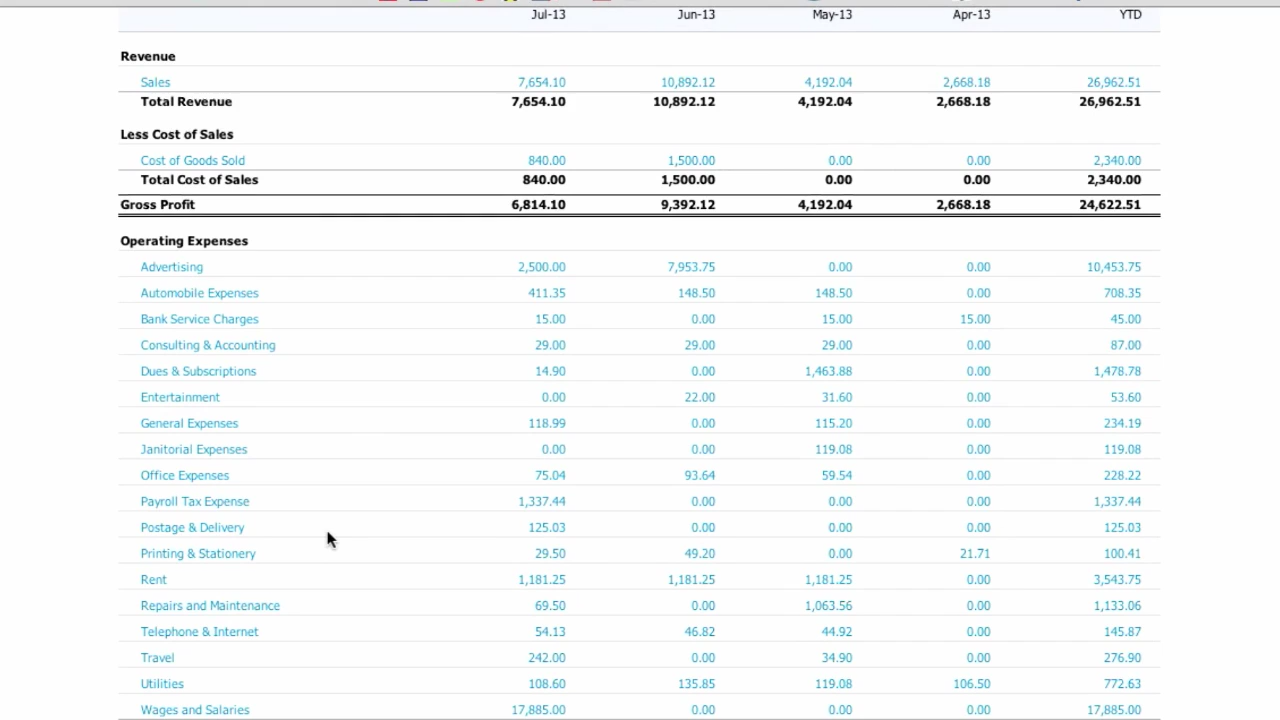 Jul-13 Jun-13 May-13 Apr-13 YTD
Revenue
Sales 7,654.10 10,892.12 4,192.04 2,668.18 26,962.51
Total Revenue 7,654.10 10,892.12 4,192.04 2,668.18 26,962.51
Less Cost of Sales
Cost of Goods Sold 840.00 1,500.00 0.00 0.00 2,340.00
Total Cost of Sales 840.00 1,500.00 0.00 0.00 2,340.00
Gross Profit 6,814.10 9,392.12 4,192.04 2,668.18 24,622.51
Operating Expenses
Advertising 2,500.00 7,953.75 0.00 0.00 10,453.75
Automobile Expenses 411.35 148.50 148.50 0.00 708.35
Bank Service Charges 15.00 0.00 15.00 15.00 45.00
Consulting & Accounting 29.00 29.00 29.00 0.00 87.00
Dues & Subscriptions 14.90 0.00 1,463.88 0.00 1,478.78
Entertainment 0.00 22.00 31.60 0.00 53.60
General Expenses 118.99 0.00 115.20 0.00 234.19
Janitorial Expenses 0.00 0.00 119.08 0.00 119.08
Office Expenses 75.04 93.64 59.54 0.00 228.22
Payroll Tax Expense 1,337.44 0.00 0.00 0.00 1,337.44
Postage & Delivery 125.03 0.00 0.00 0.00 125.03
Printing & Stationery 29.50 49.20 0.00 21.71 100.41
Rent 1,181.25 1,181.25 1,181.25 0.00 3,543.75
Repairs and Maintenance 69.50 0.00 1,063.56 0.00 1,133.06
Telephone & Internet 54.13 46.82 44.92 0.00 145.87
Travel 242.00 0.00 34.90 0.00 276.90
Utilities 108.60 135.85 119.08 106.50 772.63
Wages and Salaries 17,885.00 0.00 0.00 0.00 17,885.00